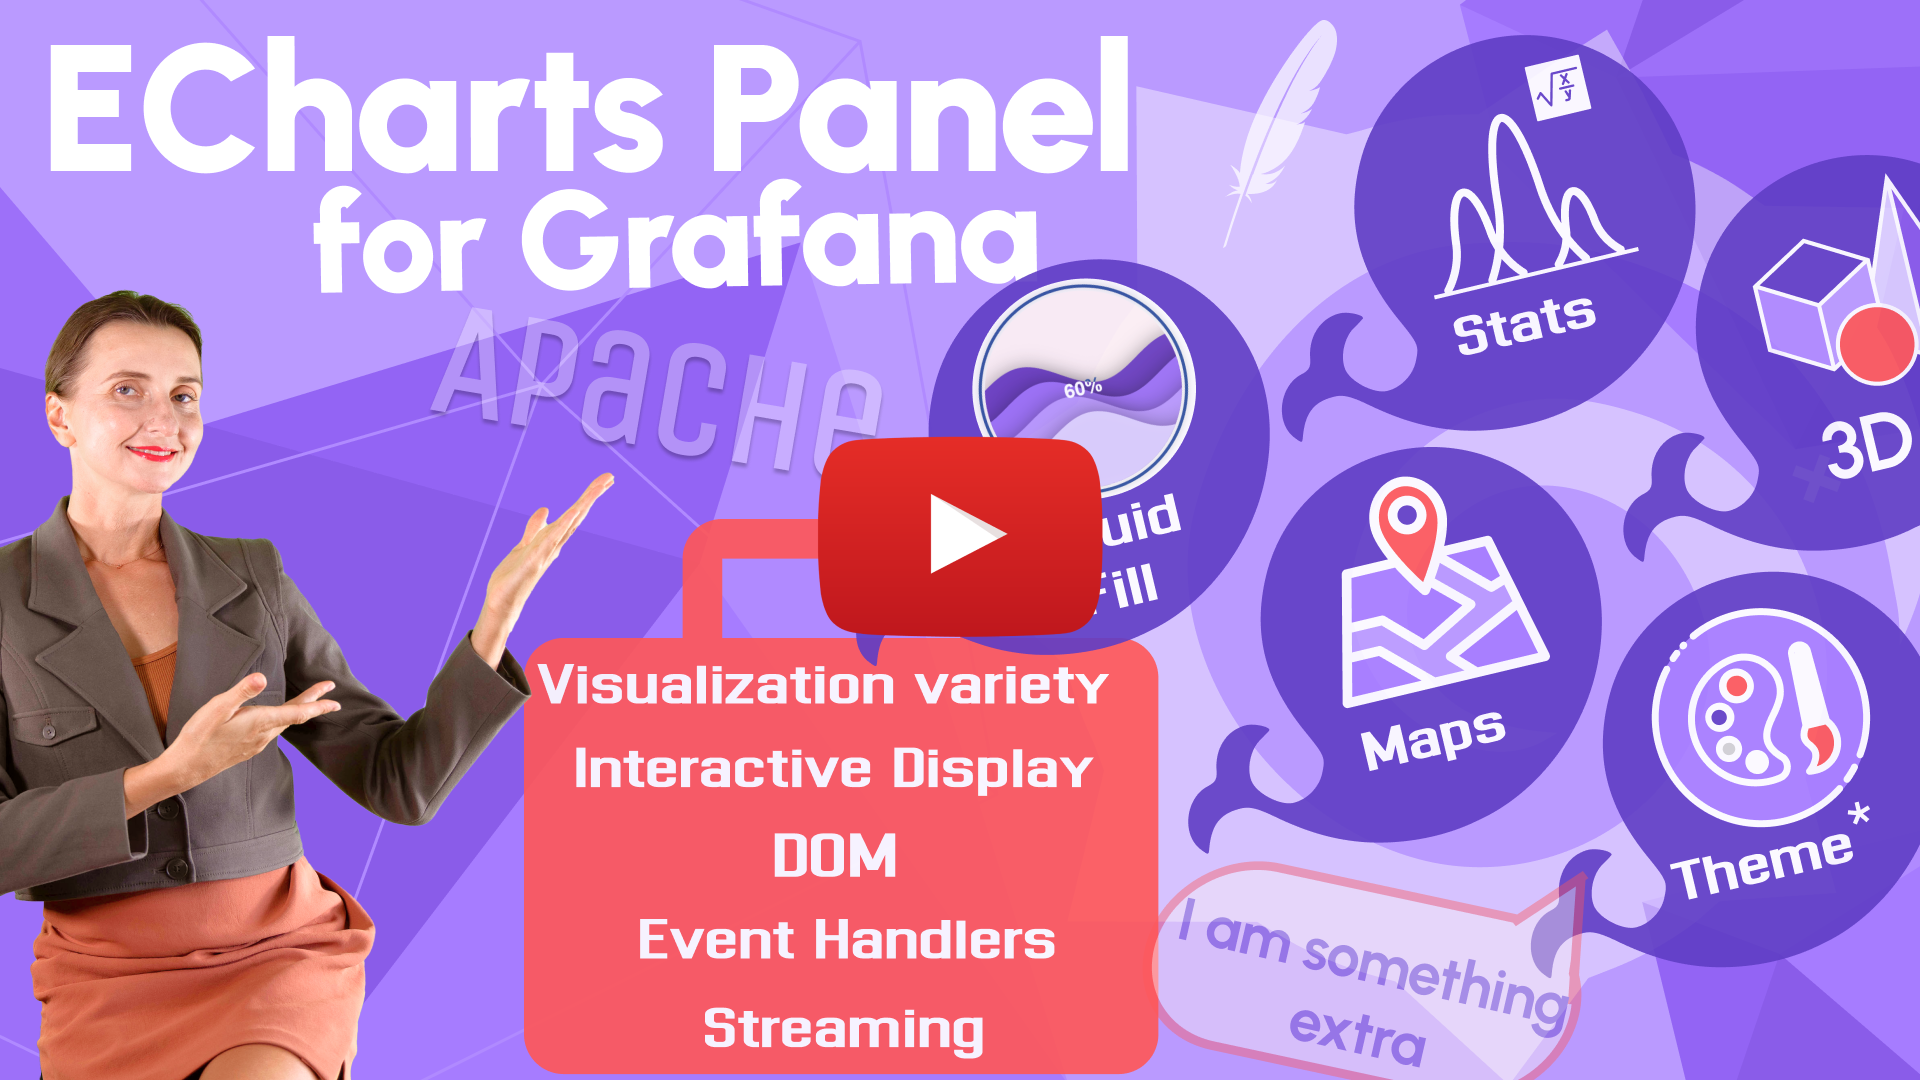 ECharts Panel
for Grafana
APACHE
x
y
Stats
60%
3D
Fill
Maps
Theme*
Visualization variety
Interactive Display
DOM
Event Handlers
Streaming
I am something
extra